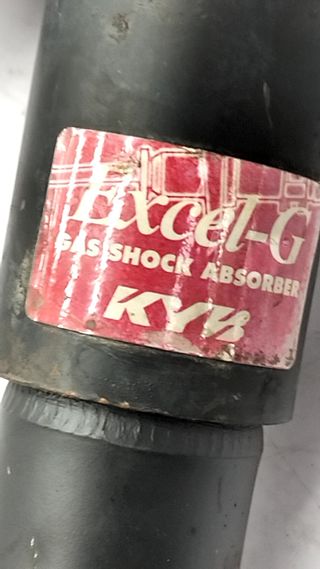 Excel-G
GAS SHOCK ABSORBER
KYB